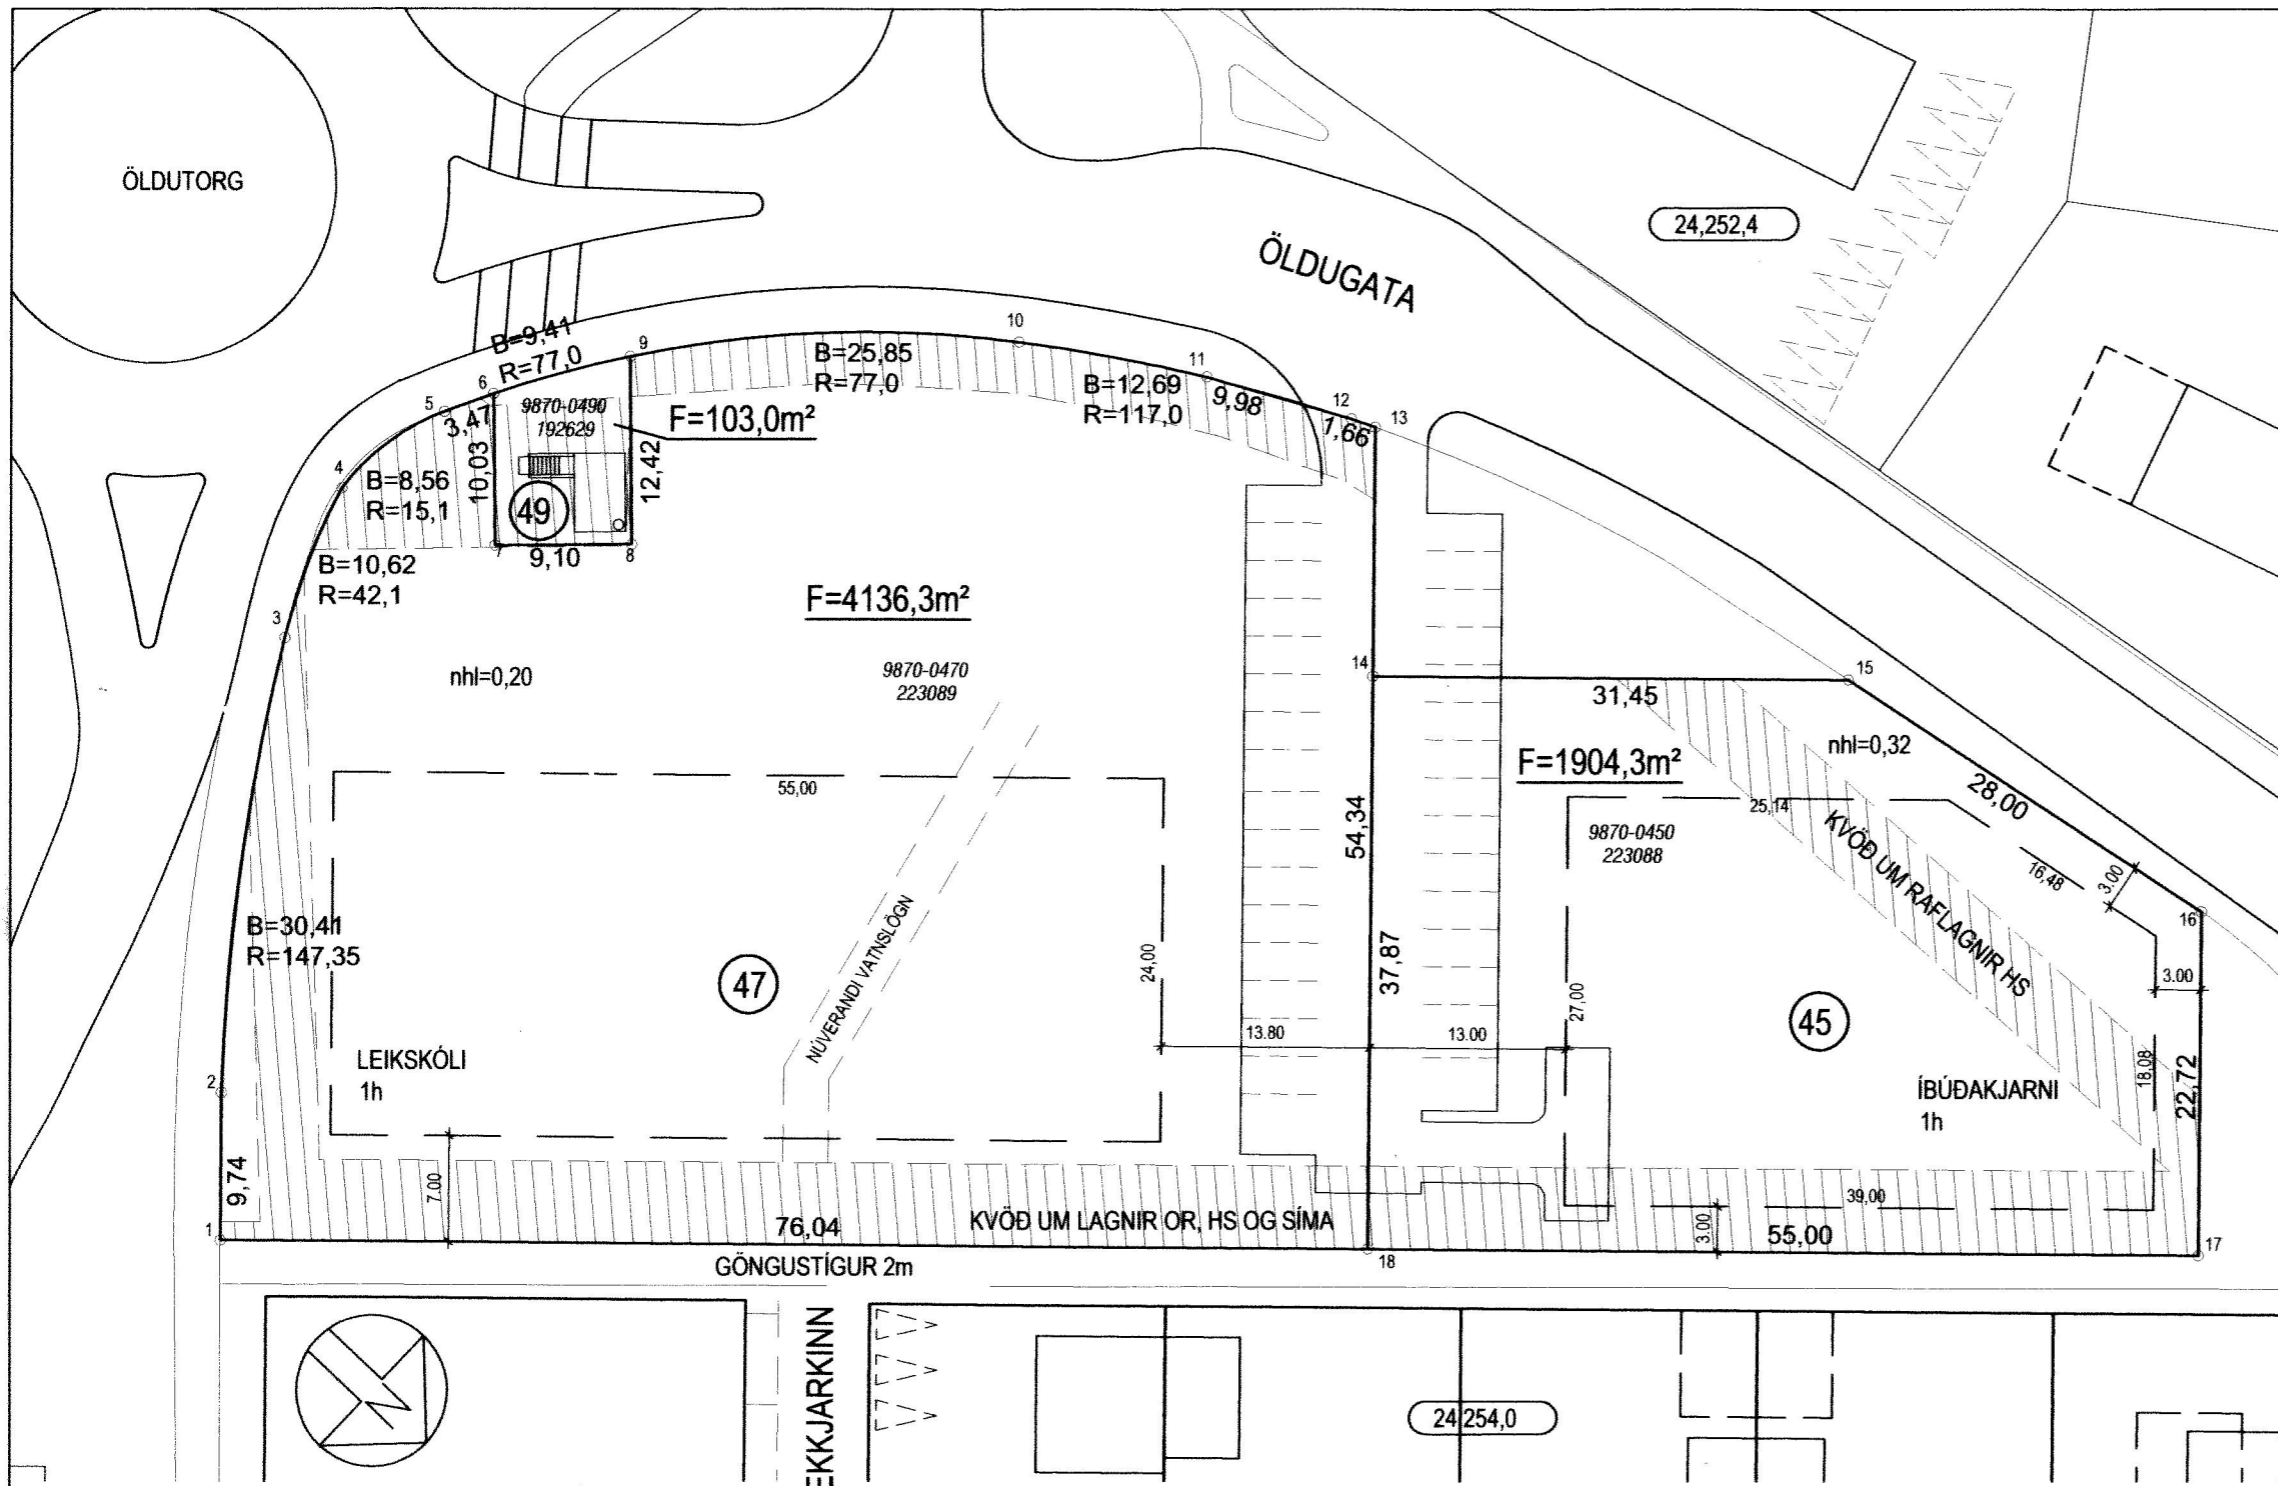 ÖLDUTORG
24,252,4
ÖLDUGATA
B=9,41
R=77,0
9
10
B=25,85
R=77,0
11
B=12,69
R=117,0
9,98
12
13
1,66
6
5
3,47
9870-0490
192629
F=103,0m²
4
B=8,56
R=15,1
10,03
12,42
49
7
9,10
8
B=10,62
R=42,1
3
F=4136,3m²
nhl=0,20
9870-0470
223089
14
15
31,45
nhl=0,32
F=1904,3m²
55,00
25,14
28,00
9870-0450
223088
54,34
KVÖÐ UM RAFLAGNIR HS
16,48
3.00
16
B=30,41
R=147,35
NÚVERANDI VATNSLÖGN
24,00
37,87
27,00
3.00
47
45
13.80
13.00
LEIKSKÓLI
1h
2
18,08
22,72
ÍBÚÐAKJARNI
1h
9,74
7.00
39,00
1
76,04
KVÖÐ UM LAGNIR OR, HS OG SÍMA
3.00
55,00
17
GÖNGUSTÍGUR 2m
18
EKKJARKINN
24,254,0